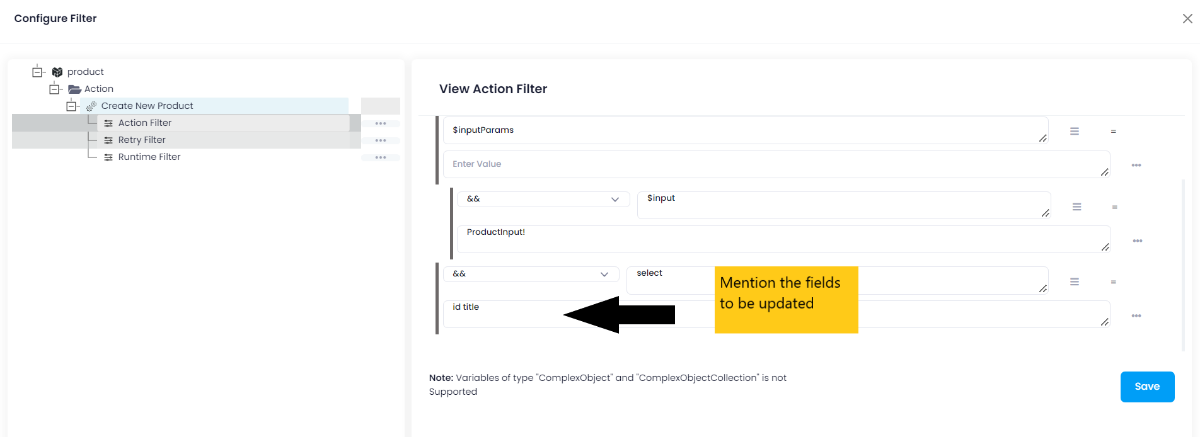 Configure Filter
product
Action
Create New Product
Action Filter
Retry Filter
Runtime Filter
View Action Filter
$inputParams
=
Enter Value
&& $input =
ProductInput!
&& select =
id title
Mention the fields
to be updated
Note: Variables of type "ComplexObject" and "ComplexObjectCollection" is not
Supported
Save